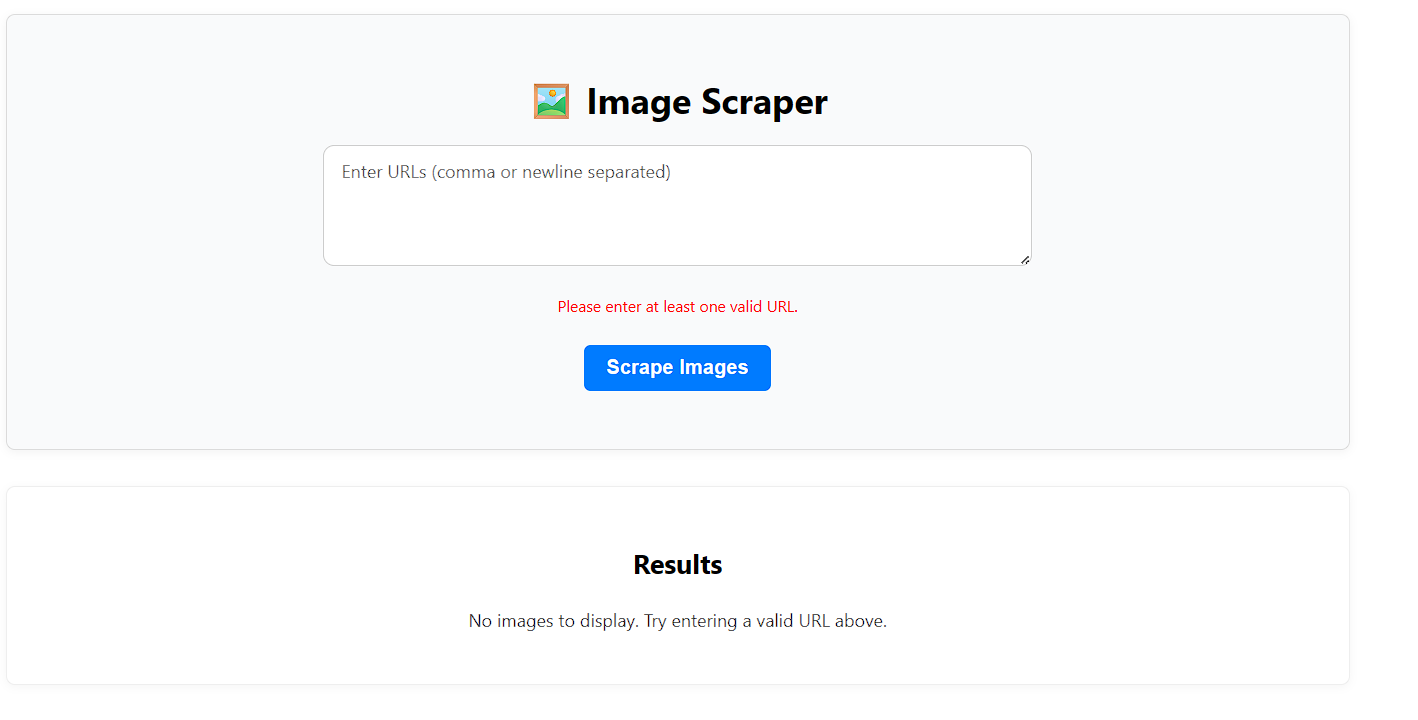 Image Scraper
Enter URLs (comma or newline separated)
Please enter at least one valid URL.
Scrape Images
Results
No images to display. Try entering a valid URL above.